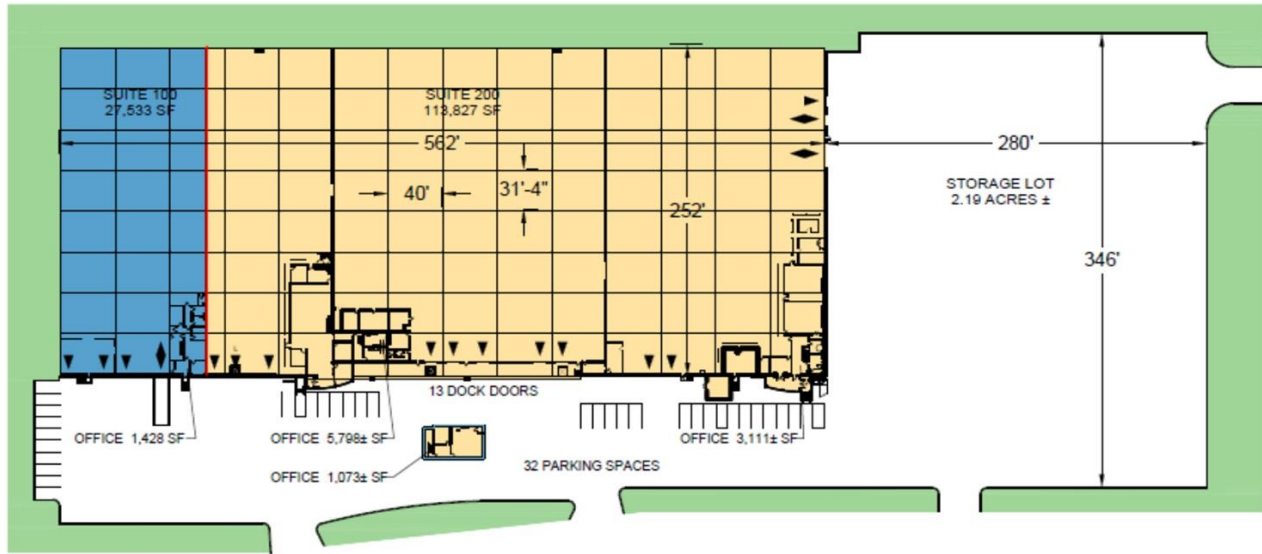 SUITE 100
27,533 SF
SUITE 200
113,827 SF
562'
280'
40'
31'-4"
252'
STORAGE LOT
2.19 ACRES ±
346'
13 DOCK DOORS
OFFICE 1,428 SF
OFFICE 5,798± SF
OFFICE 3,111± SF
OFFICE 1,073± SF
32 PARKING SPACES